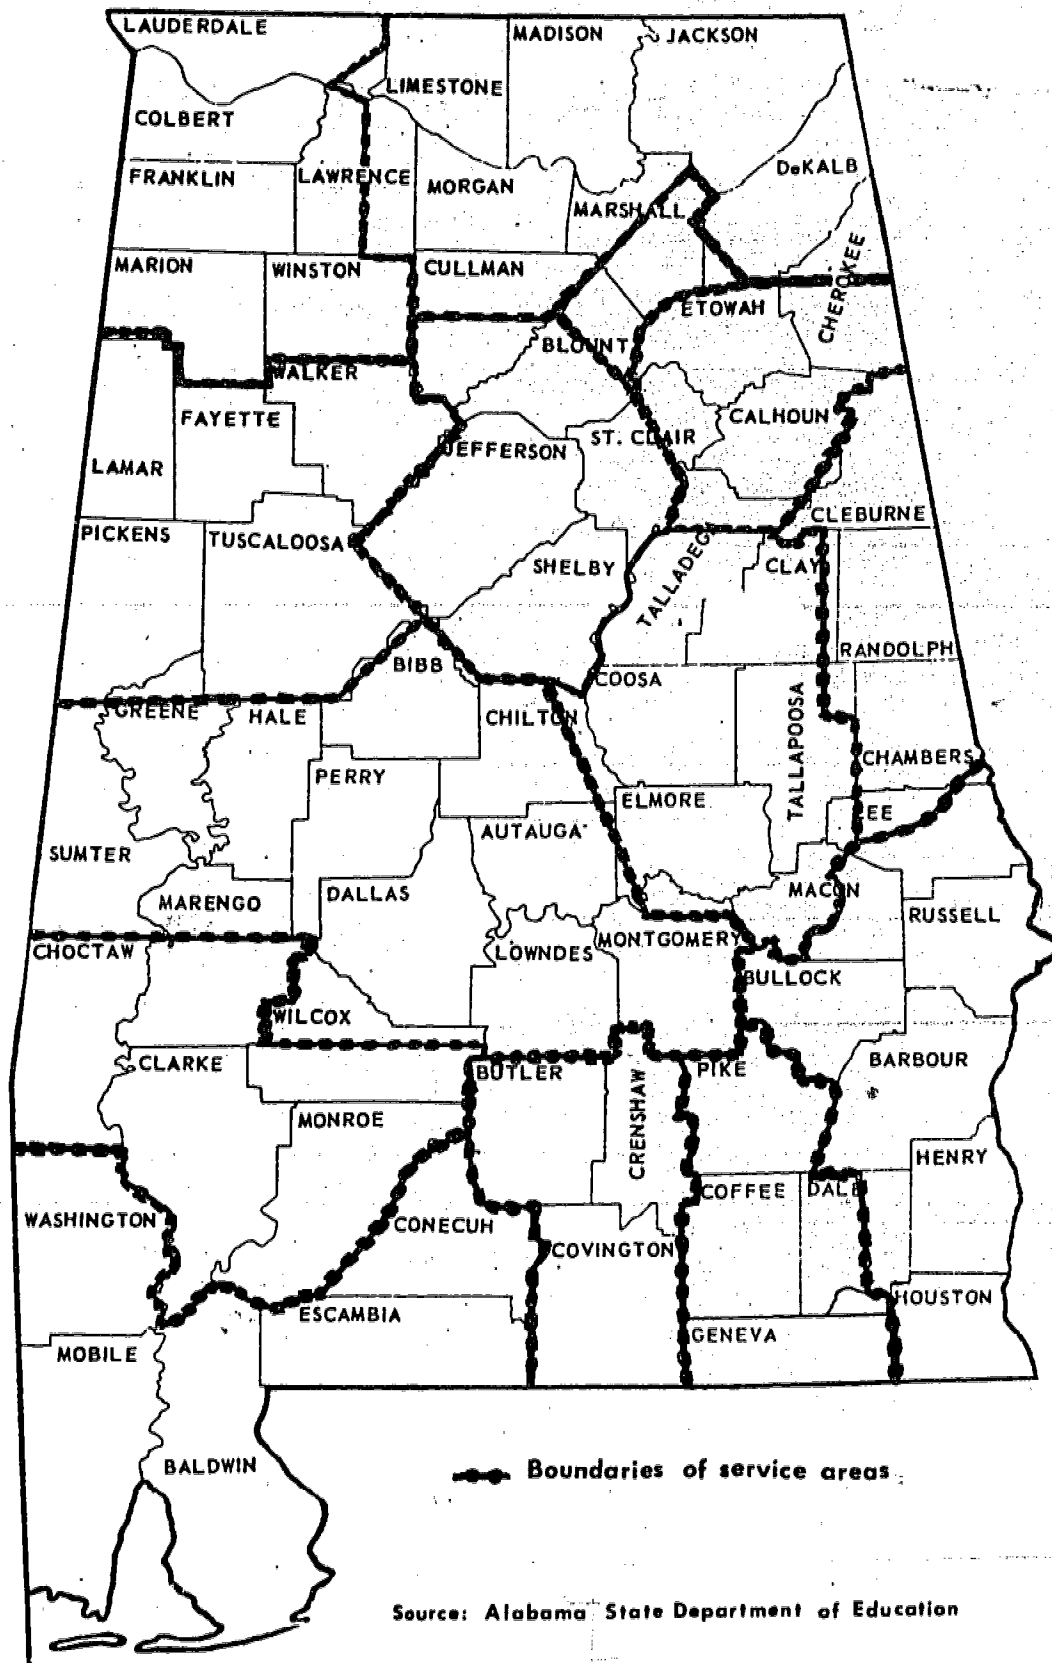 LAUDERDALE
MADISON
JACKSON
LIMESTONE
COLBERT
FRANKLIN
LAWRENCE
MORGAN
DeKALB
MARSHALL
MARION
WINSTON
CULLMAN
CHEROKEE
ETOWAH
BLOUNT
WALKER
FAYETTE
CALHOUN
ST. CLAIR
JEFFERSON
LAMAR
CLEBURNE
PICKENS
TUSCALOOSA
SHELBY
TALLADEGA
CLAY
RANDOLPH
BIBB
COOSA
GREENE
HALE
CHILTON
TALLAPOOSA
CHAMBERS
PERRY
ELMORE
LEE
AUTAUGA
SUMTER
DALLAS
MACON
MARENGO
RUSSELL
CHOCTAW
LOWNDES
MONTGOMERY
BULLOCK
WILCOX
CLARKE
BUTLER
PIKE
BARBOUR
CRENSHAW
MONROE
HENRY
COFFEE
DALE
WASHINGTON
CONECUH
COVINGTON
HOUSTON
ESCAMBIA
GENEVA
MOBILE
BALDWIN
Boundaries of service areas
Source: Alabama State Department of Education